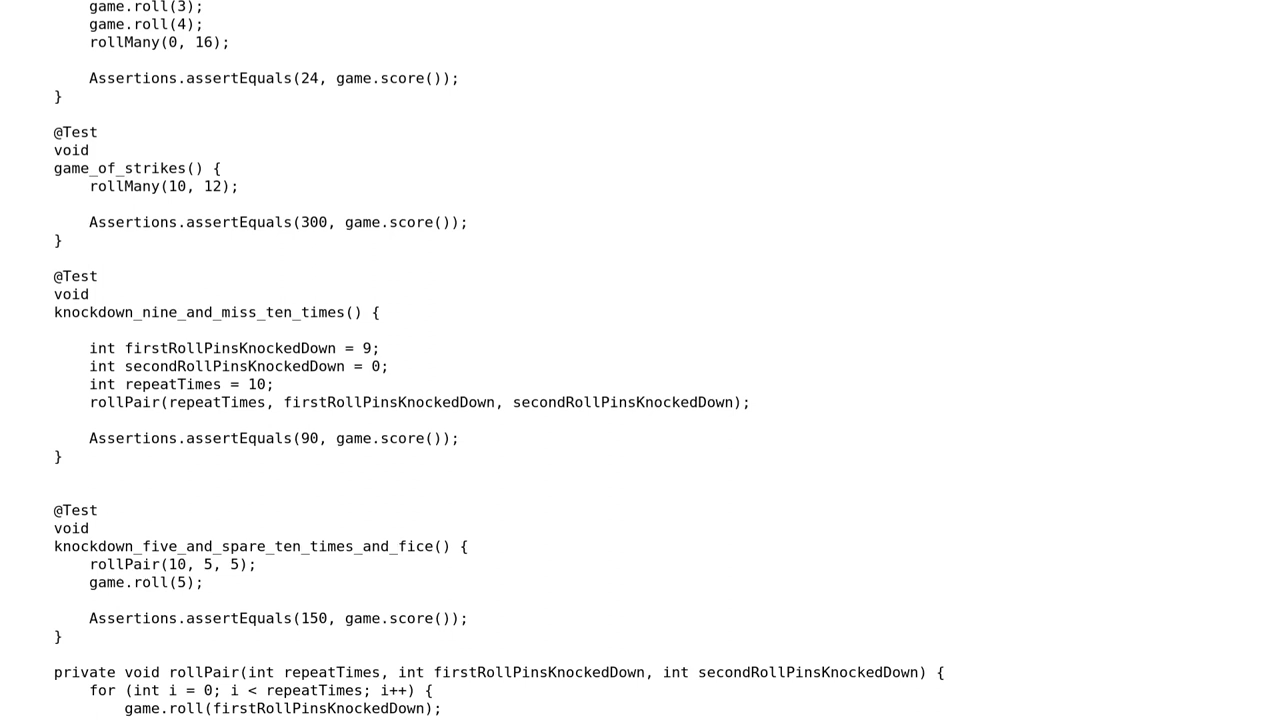 game.roll(3);
game.roll(4);
rollMany(0, 16);
Assertions.assertEquals(24, game.score());
}
@Test
void
game_of_strikes() {
rollMany(10, 12);
Assertions.assertEquals(300, game.score());
}
@Test
void
knockdown_nine_and_miss_ten_times() {
int firstRollPinsKnockedDown = 9;
int secondRollPinsKnockedDown = 0;
int repeatTimes = 10;
rollPair(repeatTimes, firstRollPinsKnockedDown, secondRollPinsKnockedDown);
Assertions.assertEquals(90, game.score());
}
@Test
void
knockdown_five_and_spare_ten_times_and_fice() {
rollPair(10, 5, 5);
game.roll(5);
Assertions.assertEquals(150, game.score());
}
private void rollPair(int repeatTimes, int firstRollPinsKnockedDown, int secondRollPinsKnockedDown) {
for (int i = 0; i < repeatTimes; i++) {
game.roll(firstRollPinsKnockedDown);